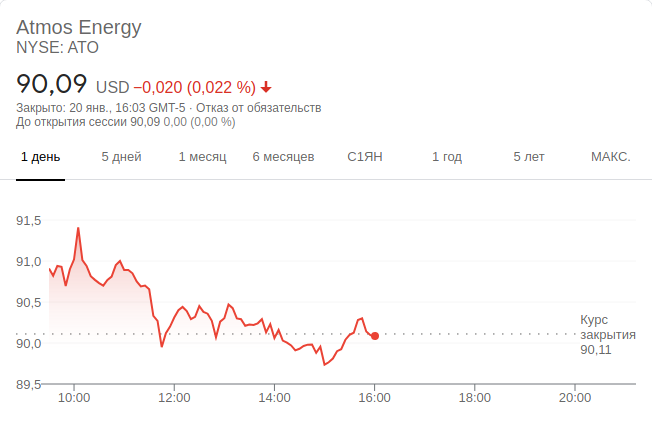 Atmos Energy
NYSE: ATO
90,09 USD −0,020 (0,022 %)
Закрыто: 20 янв., 16:03 GMT-5 · Отказ от обязательств
До открытия сессии 90,09 0,00 (0,00 %)
1 день 5 дней 1 месяц 6 месяцев С1ЯН 1 год 5 лет МАКС.
91,5
91,0
90,5
90,0
89,5
Курс
закрытия
90,11
10:00 12:00 14:00 16:00 18:00 20:00